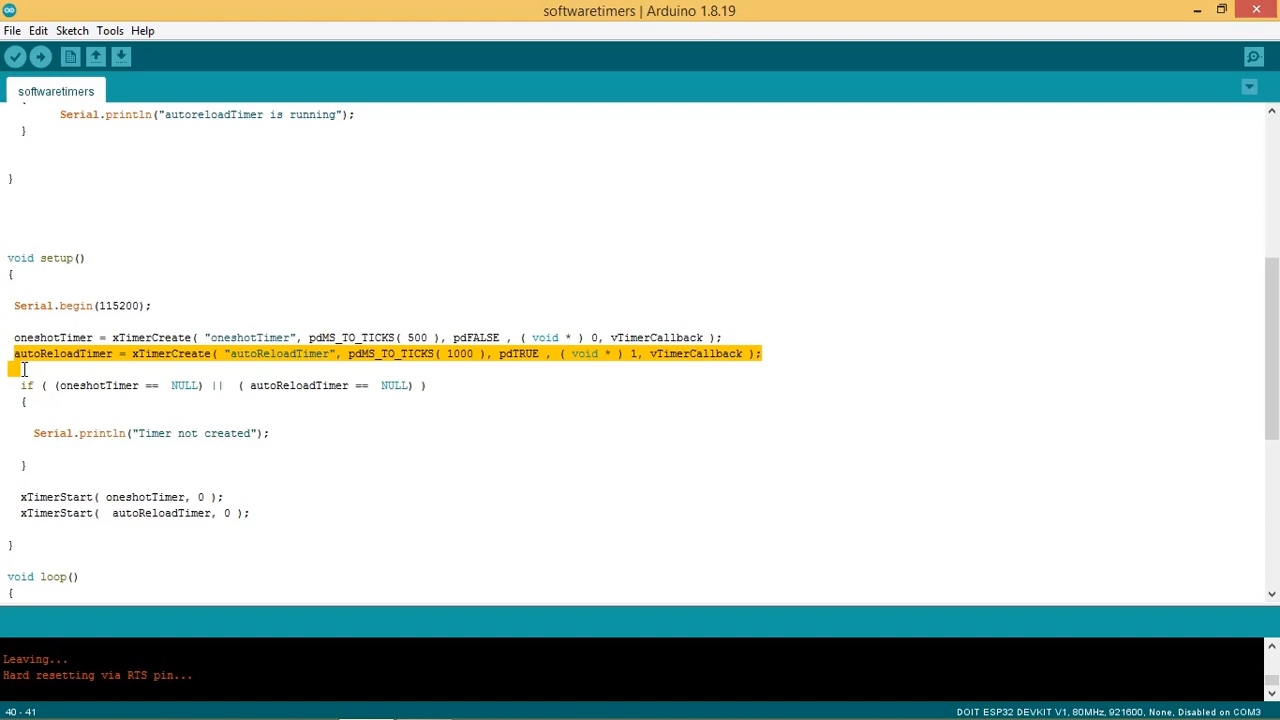 softwaretimers | Arduino 1.8.19
File Edit Sketch Tools Help
softwaretimers
{
Serial.println("autoreloadTimer is running");
}
}
void setup()
{
Serial.begin(115200);
oneshotTimer = xTimerCreate( "oneshotTimer", pdMS_TO_TICKS( 500 ), pdFALSE , ( void * ) 0, vTimerCallback );
autoReloadTimer = xTimerCreate( "autoReloadTimer", pdMS_TO_TICKS( 1000 ), pdTRUE , ( void * ) 1, vTimerCallback );
if ( (oneshotTimer ==  NULL) ||  ( autoReloadTimer ==  NULL) )
{
Serial.println("Timer not created");
}
xTimerStart( oneshotTimer, 0 );
xTimerStart(  autoReloadTimer, 0 );
}
void loop()
{
Leaving...
Hard resetting via RTS pin...
40 - 41
DOIT ESP32 DEVKIT V1, 80MHz, 921600, None, Disabled on COM3